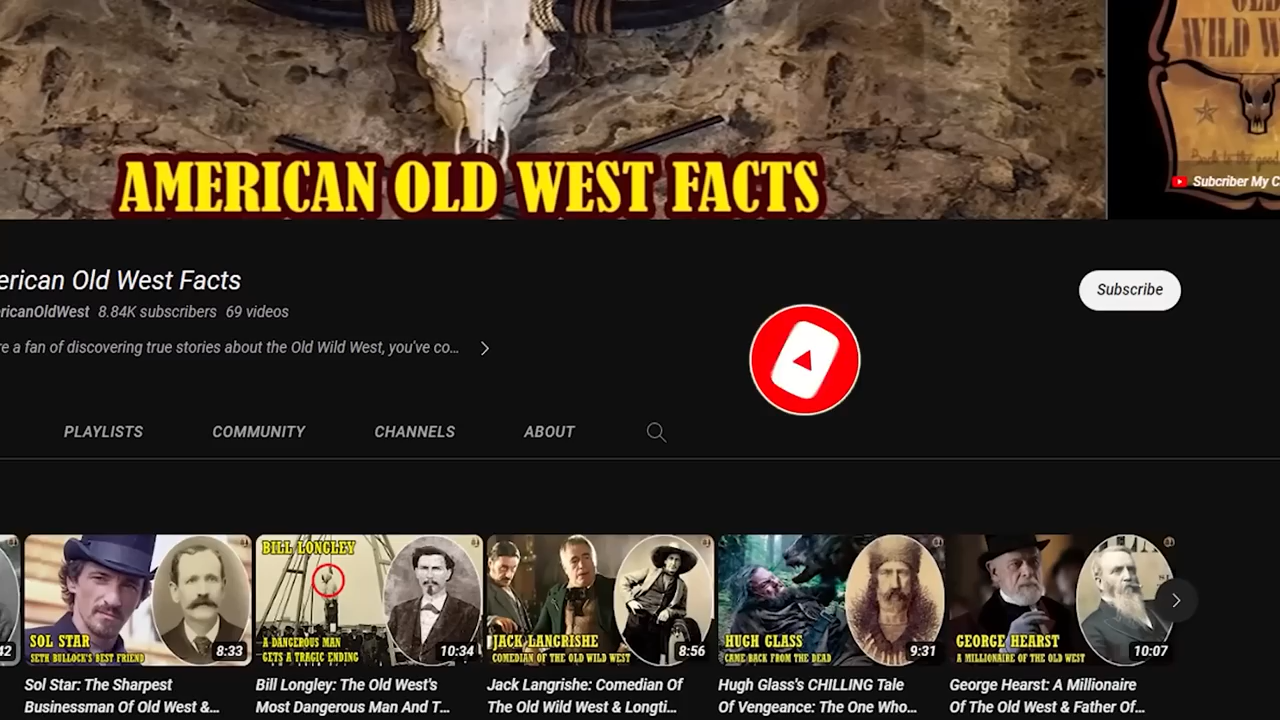 OLD
WILD W
AMERICAN OLD WEST FACTS
Subcriber My C
erican Old West Facts
Subscribe
ricanOldWest 8.84K subscribers 69 videos
re a fan of discovering true stories about the Old Wild West, you've co...
PLAYLISTS COMMUNITY CHANNELS ABOUT
SOL STAR
SETH BULLOCK'S BEST FRIEND
8:33
BILL LONGLEY
A DANGEROUS MAN
GETS A TRAGIC ENDING
10:34
JACK LANGRISHE
COMEDIAN OF THE OLD WILD WEST
8:56
HUGH GLASS
CAME BACK FROM THE DEAD
9:31
GEORGE HEARST
A MILLIONAIRE OF THE OLD WEST
10:07
42
Sol Star: The Sharpest
Businessman Of Old West &...
Bill Longley: The Old West's
Most Dangerous Man And T...
Jack Langrishe: Comedian Of
The Old Wild West & Longti...
Hugh Glass's CHILLING Tale
Of Vengeance: The One Who...
George Hearst: A Millionaire
Of The Old West & Father Of...